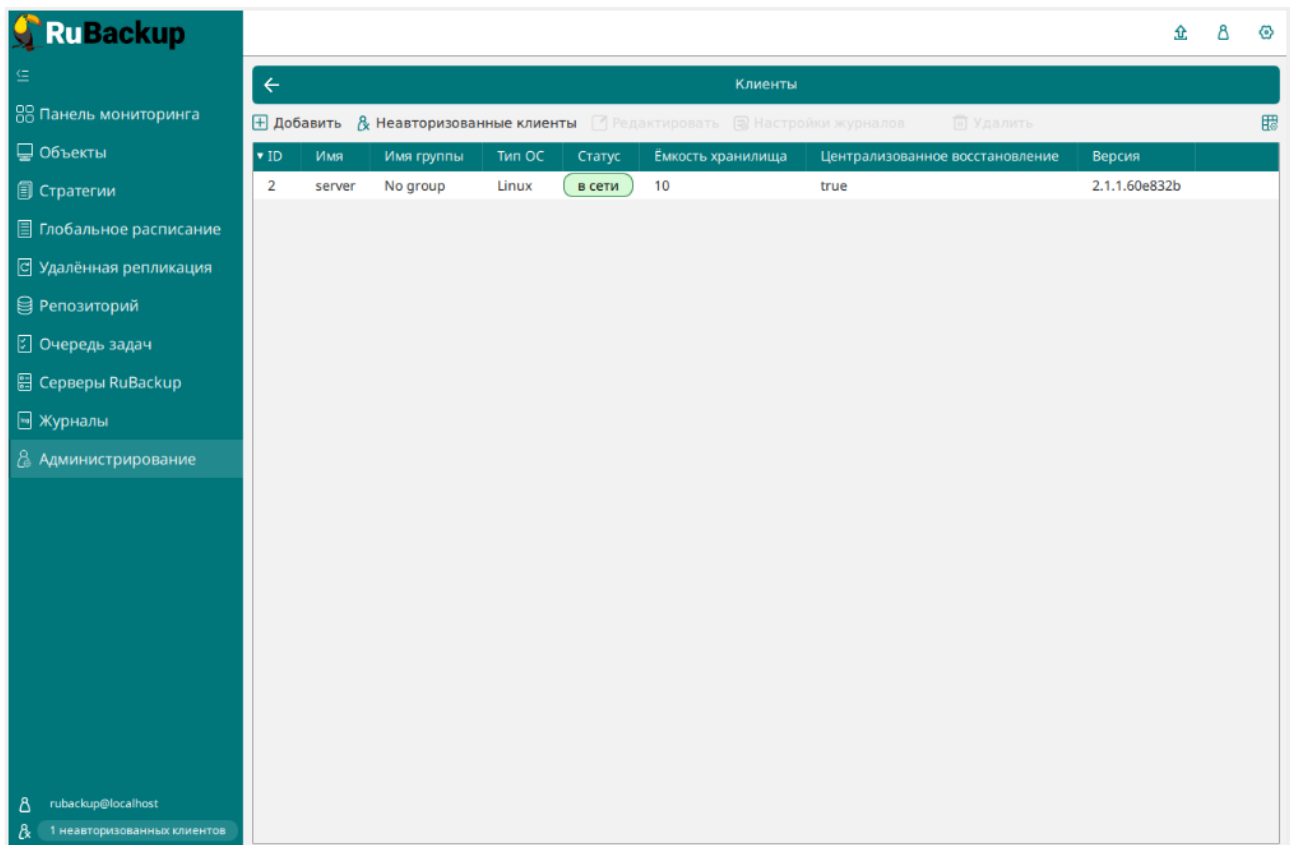 RuBackup
Клиенты
Панель мониторинга
Объекты
Стратегии
Глобальное расписание
Удалённая репликация
Репозиторий
Очередь задач
Серверы RuBackup
Журналы
Администрирование
Добавить Неавторизованные клиенты Редактировать Настройки журналов Удалить
ID Имя Имя группы Тип ОС Статус Ёмкость хранилища Централизованное восстановление Версия
2 server No group Linux в сети 10 true 2.1.1.60e832b
rubackup@localhost
1 неавторизованных клиентов